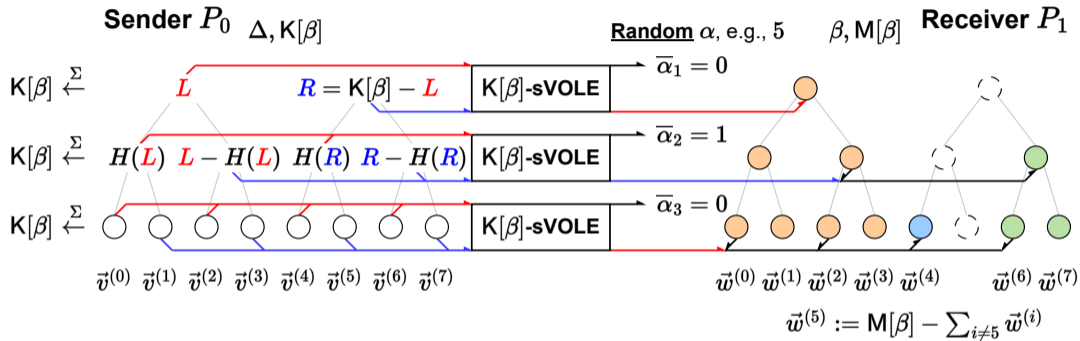 Sender P₀ Δ, K[β] Random α, e.g., 5 β, M[β] Receiver P₁
K[β] ←Σ L R = K[β] − L K[β]-sVOLE ᾱ₁ = 0
K[β] ←Σ H(L) L − H(L) H(R) R − H(R) K[β]-sVOLE ᾱ₂ = 1
K[β] ←Σ K[β]-sVOLE ᾱ₃ = 0
v⃗⁽⁰⁾ v⃗⁽¹⁾ v⃗⁽²⁾ v⃗⁽³⁾ v⃗⁽⁴⁾ v⃗⁽⁵⁾ v⃗⁽⁶⁾ v⃗⁽⁷⁾ w⃗⁽⁰⁾ w⃗⁽¹⁾ w⃗⁽²⁾ w⃗⁽³⁾ w⃗⁽⁴⁾ w⃗⁽⁶⁾ w⃗⁽⁷⁾
w⃗⁽⁵⁾ := M[β] − ∑ᵢ≠₅ w⃗⁽ⁱ⁾